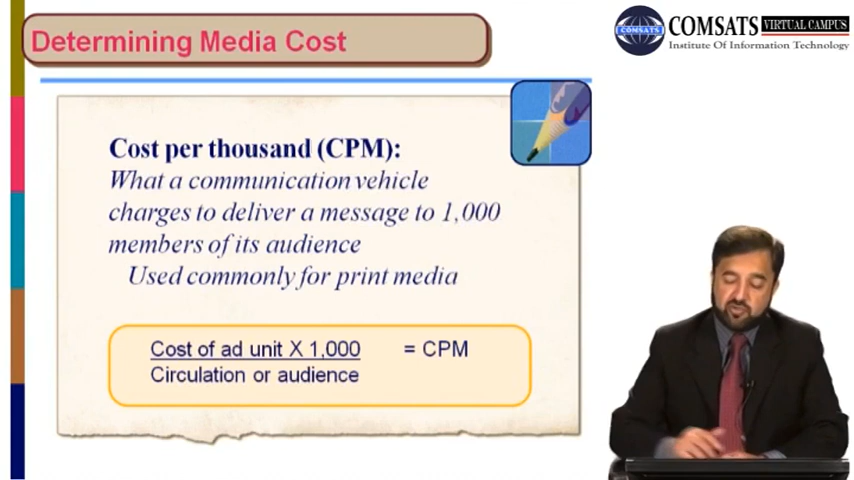 Determining Media Cost
COMSATS
COMSATS VIRTUAL CAMPUS
Institute Of Information Technology
Cost per thousand (CPM):
What a communication vehicle
charges to deliver a message to 1,000
members of its audience
Used commonly for print media
Cost of ad unit X 1,000 = CPM
Circulation or audience